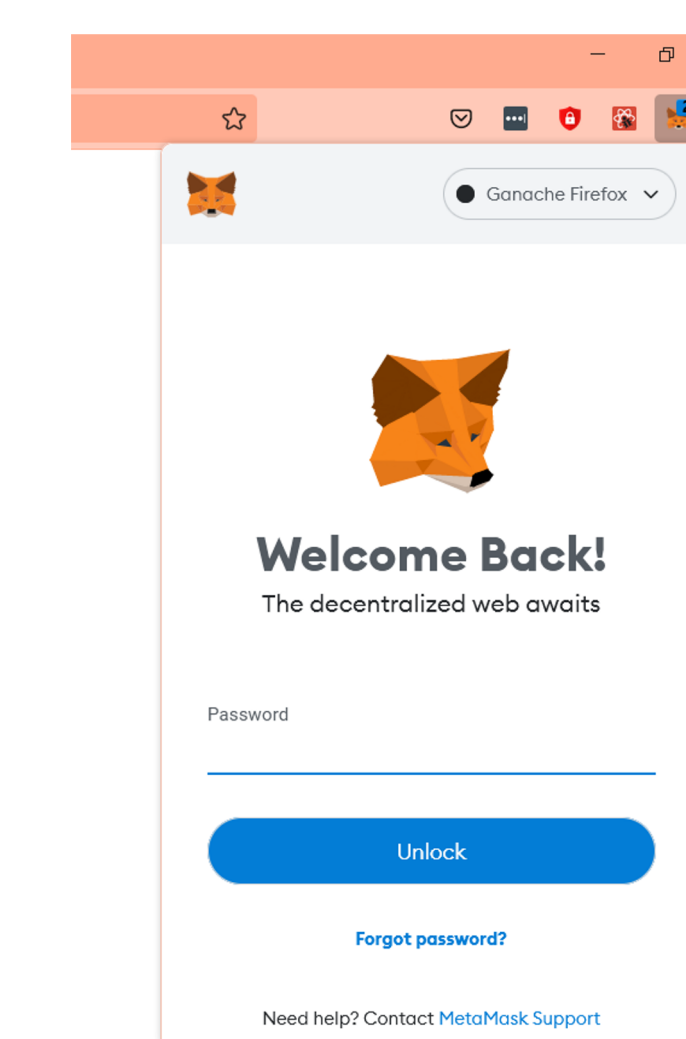 Ganache Firefox
Welcome Back!
The decentralized web awaits
Password
Unlock
Forgot password?
Need help? Contact MetaMask Support